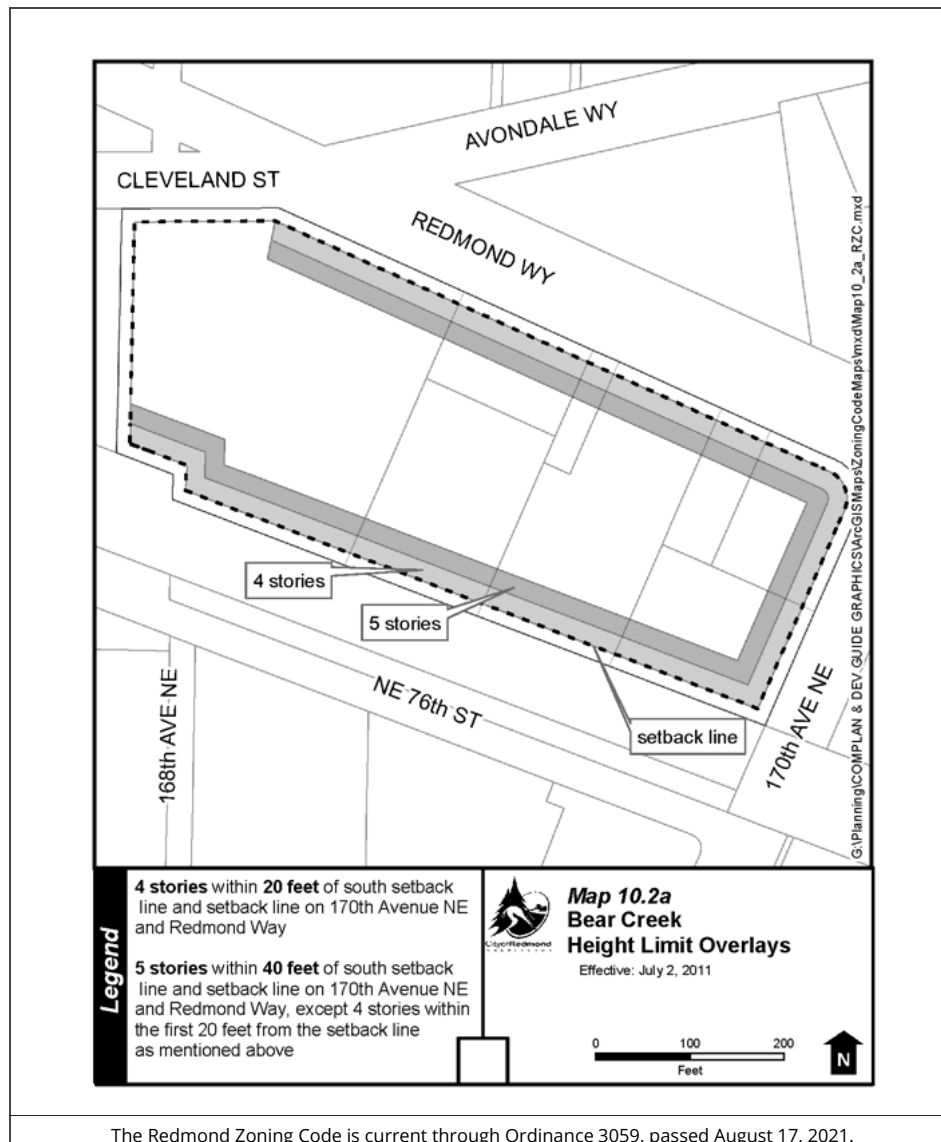 AVONDALE WY
CLEVELAND ST
REDMOND WY
4 stories
5 stories
NE 76th ST
setback line
168th AVE NE
170th AVE NE
G:\Planning\COMPLAN & DEV GUIDE GRAPHICS\ArcGISMaps\ZoningCodeMaps\mxd\Map10_2a_RZC.mxd
Legend
4 stories within 20 feet of south setback
line and setback line on 170th Avenue NE
and Redmond Way
5 stories within 40 feet of south setback
line and setback line on 170th Avenue NE
and Redmond Way, except 4 stories within
the first 20 feet from the setback line
as mentioned above
CityofRedmond
Map 10.2a
Bear Creek
Height Limit Overlays
Effective: July 2, 2011
0 100 200
Feet
N
The Redmond Zoning Code is current through Ordinance 3059, passed August 17, 2021.